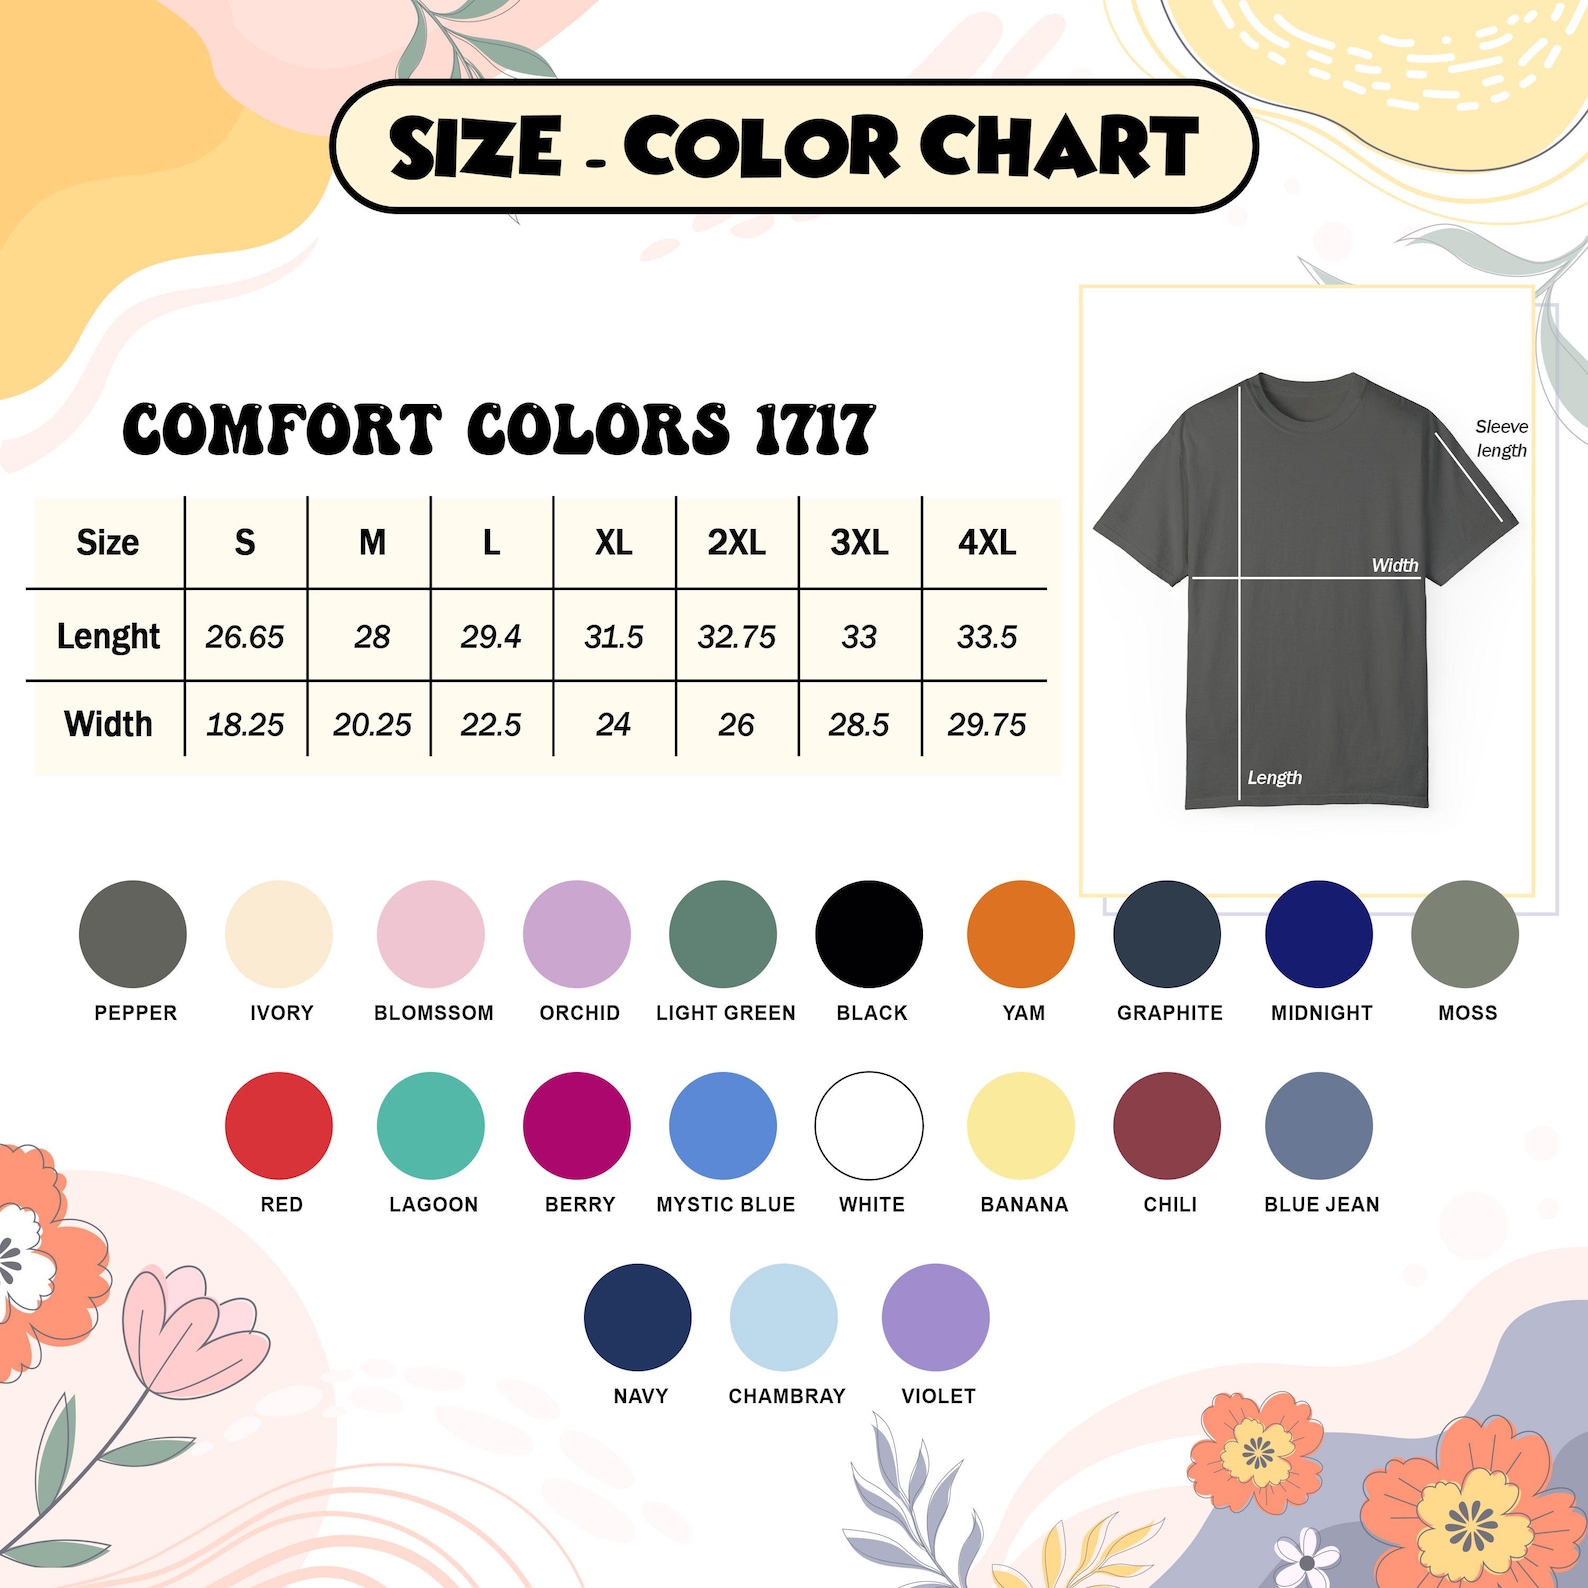 SIZE - COLOR CHART
COMFORT COLORS 1717
Size S M L XL 2XL 3XL 4XL
Lenght 26.65 28 29.4 31.5 32.75 33 33.5
Width 18.25 20.25 22.5 24 26 28.5 29.75
Sleeve
length
Width
Length
PEPPER IVORY BLOMSSOM ORCHID LIGHT GREEN BLACK YAM GRAPHITE MIDNIGHT MOSS
RED LAGOON BERRY MYSTIC BLUE WHITE BANANA CHILI BLUE JEAN
NAVY CHAMBRAY VIOLET